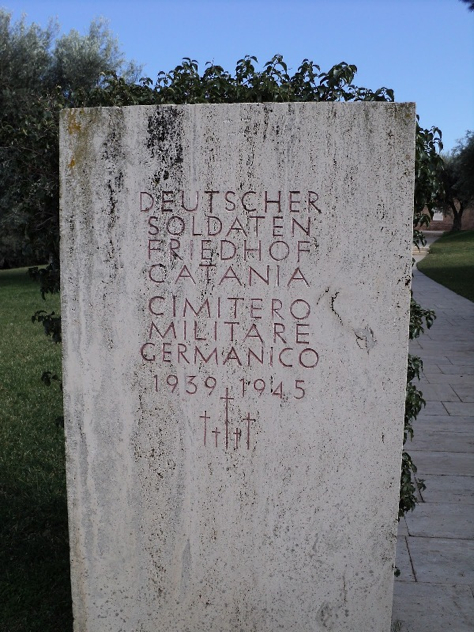 DEUTSCHER
SOLDATEN
FRIEDHOF
CATANIA
CIMITERO
MILITARE
GERMANICO
1939 1945